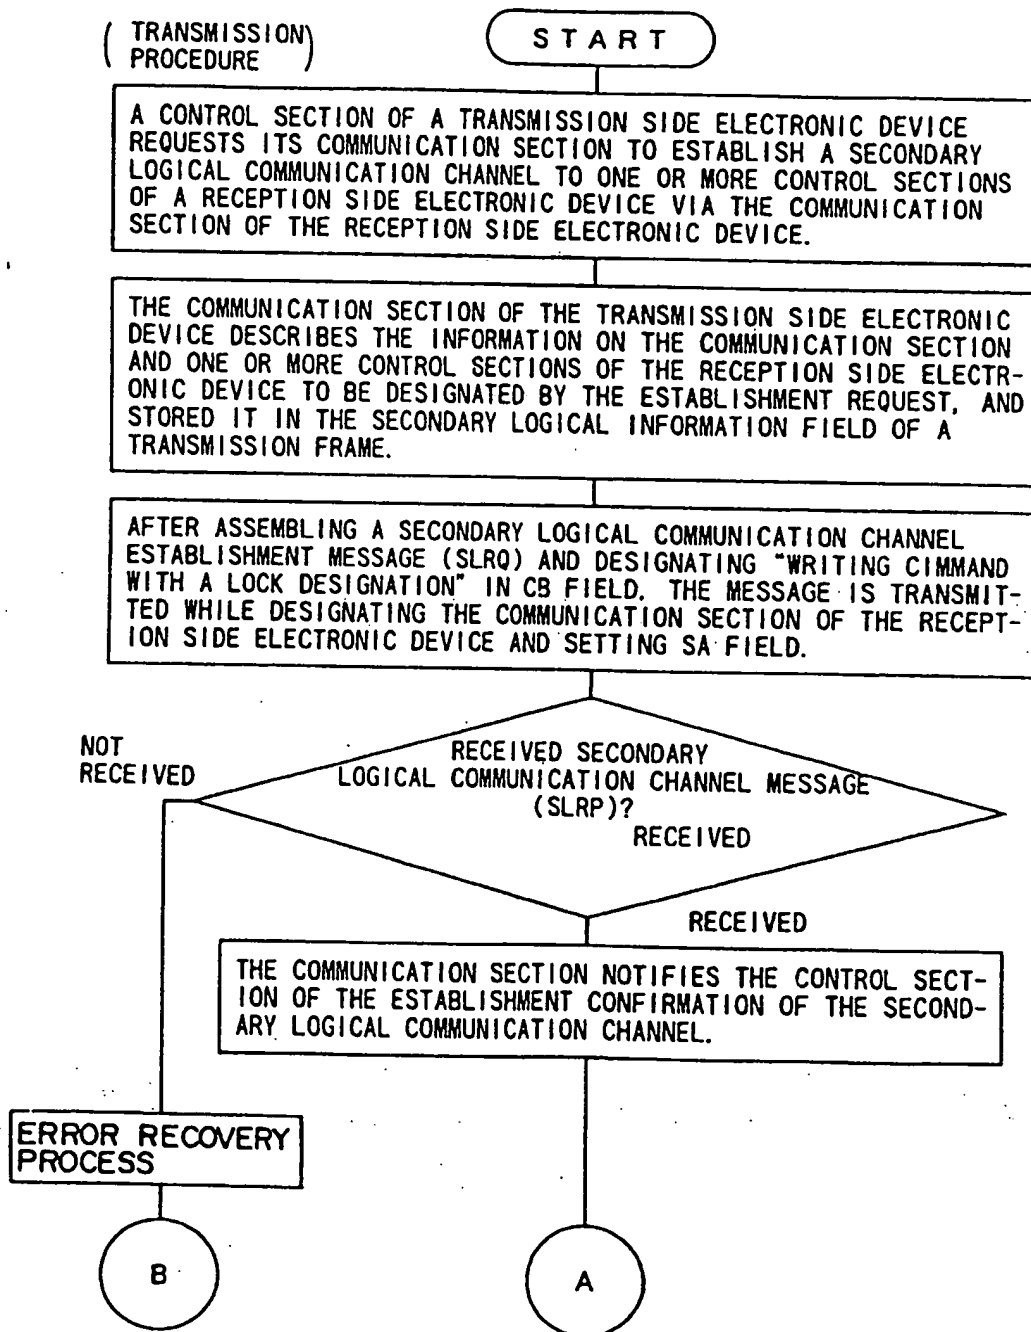 ( TRANSMISSION )
PROCEDURE
START
A CONTROL SECTION OF A TRANSMISSION SIDE ELECTRONIC DEVICE
REQUESTS ITS COMMUNICATION SECTION TO ESTABLISH A SECONDARY
LOGICAL COMMUNICATION CHANNEL TO ONE OR MORE CONTROL SECTIONS
OF A RECEPTION SIDE ELECTRONIC DEVICE VIA THE COMMUNICATION
SECTION OF THE RECEPTION SIDE ELECTRONIC DEVICE.
THE COMMUNICATION SECTION OF THE TRANSMISSION SIDE ELECTRONIC
DEVICE DESCRIBES THE INFORMATION ON THE COMMUNICATION SECTION
AND ONE OR MORE CONTROL SECTIONS OF THE RECEPTION SIDE ELECTR-
ONIC DEVICE TO BE DESIGNATED BY THE ESTABLISHMENT REQUEST, AND
STORED IT IN THE SECONDARY LOGICAL INFORMATION FIELD OF A
TRANSMISSION FRAME.
AFTER ASSEMBLING A SECONDARY LOGICAL COMMUNICATION CHANNEL
ESTABLISHMENT MESSAGE (SLRQ) AND DESIGNATING "WRITING CIMMAND
WITH A LOCK DESIGNATION" IN CB FIELD. THE MESSAGE IS TRANSMIT-
TED WHILE DESIGNATING THE COMMUNICATION SECTION OF THE RECEPT-
ION SIDE ELECTRONIC DEVICE AND SETTING SA FIELD.
NOT
RECEIVED
RECEIVED SECONDARY
LOGICAL COMMUNICATION CHANNEL MESSAGE
(SLRP)?
RECEIVED
RECEIVED
THE COMMUNICATION SECTION NOTIFIES THE CONTROL SECT-
ION OF THE ESTABLISHMENT CONFIRMATION OF THE SECOND-
ARY LOGICAL COMMUNICATION CHANNEL.
ERROR RECOVERY
PROCESS
B
A